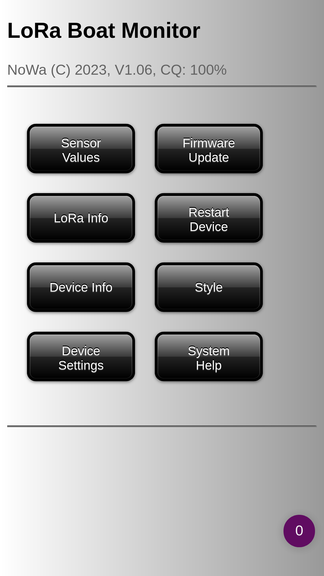 LoRa Boat Monitor
NoWa (C) 2023, V1.06, CQ: 100%
Sensor
Values
Firmware
Update
LoRa Info
Restart
Device
Device Info
Style
Device
Settings
System
Help
0